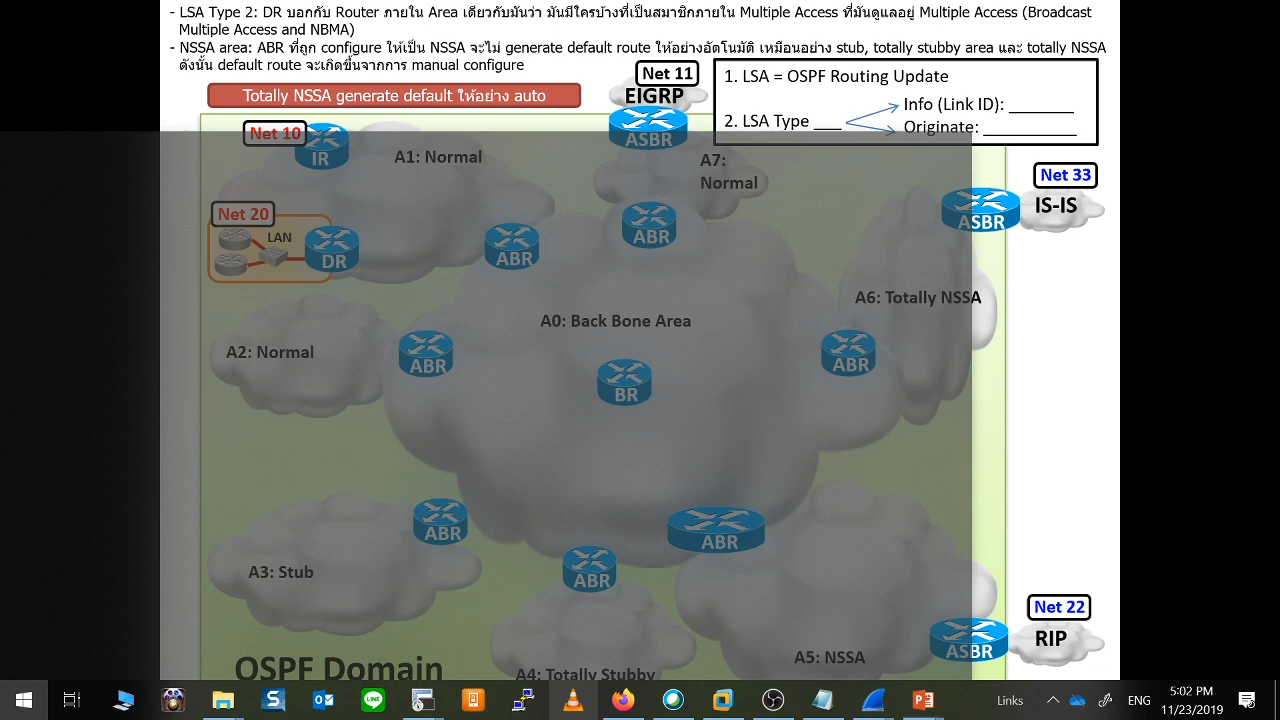 - LSA Type 2: DR บอกกับ Router ภายใน Area เดียวกับมันว่า มันมีใครบ้างที่เป็นสมาชิกภายใน Multiple Access ที่มันดูแลอยู่ Multiple Access (Broadcast
Multiple Access and NBMA)
- NSSA area: ABR ที่ถูก configure ให้เป็น NSSA จะไม่ generate default route ให้อย่างอัตโนมัติ เหมือนอย่าง stub, totally stubby area และ totally NSSA
ดังนั้น default route จะเกิดขึ้นจากการ manual configure
Totally NSSA generate default ให้อย่าง auto
Net 11
EIGRP
ASBR
1. LSA = OSPF Routing Update
2. LSA Type ___
Info (Link ID): _______
Originate: __________
Net 10
IR
A1: Normal
A7:
Normal
Net 33
IS-IS
ASBR
Net 20
LAN
DR
ABR
ABR
A6: Totally NSSA
A0: Back Bone Area
A2: Normal
ABR
BR
ABR
ABR
ABR
A3: Stub
ABR
Net 22
RIP
ASBR
A5: NSSA
A4: Totally Stubby
OSPF Domain
Links
ENG
5:02 PM
11/23/2019